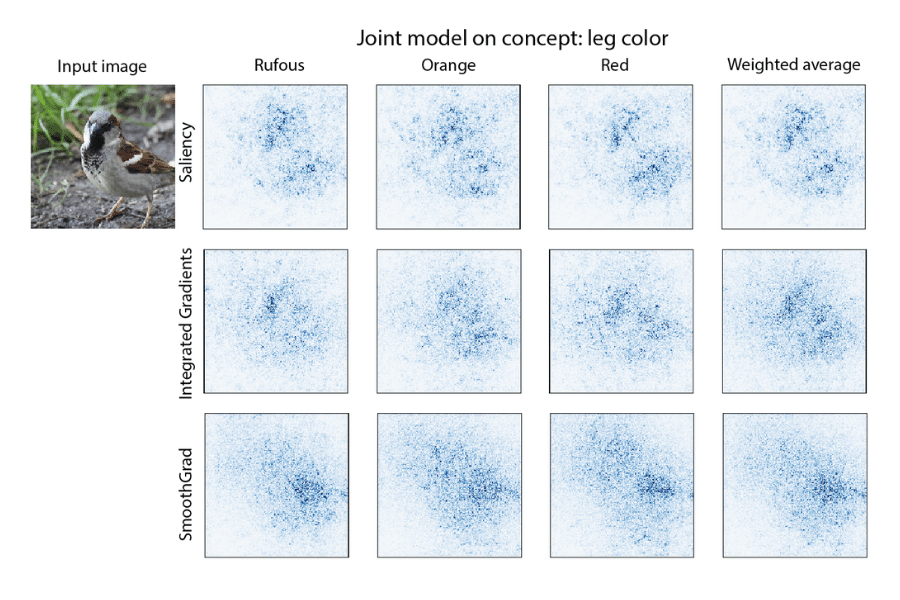 Joint model on concept: leg color
Input image
Rufous
Orange
Red
Weighted average
Saliency
Integrated Gradients
SmoothGrad